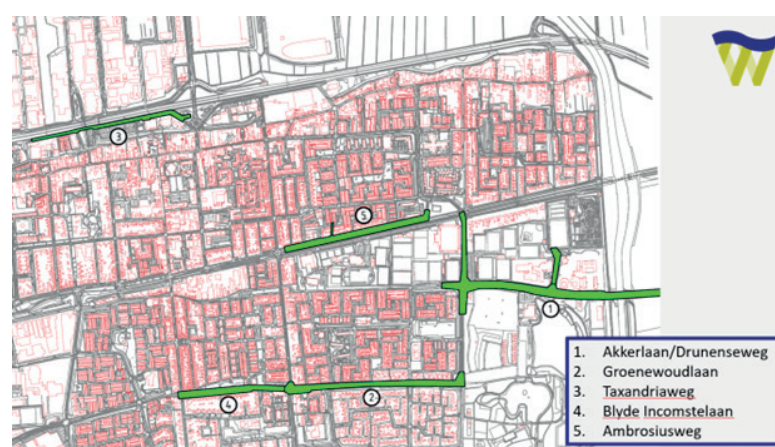 3
5
1
4
2
1. Akkerlaan/Drunenseweg
2. Groenewoudlaan
3. Taxandriaweg
4. Blyde Incomstelaan
5. Ambrosiusweg